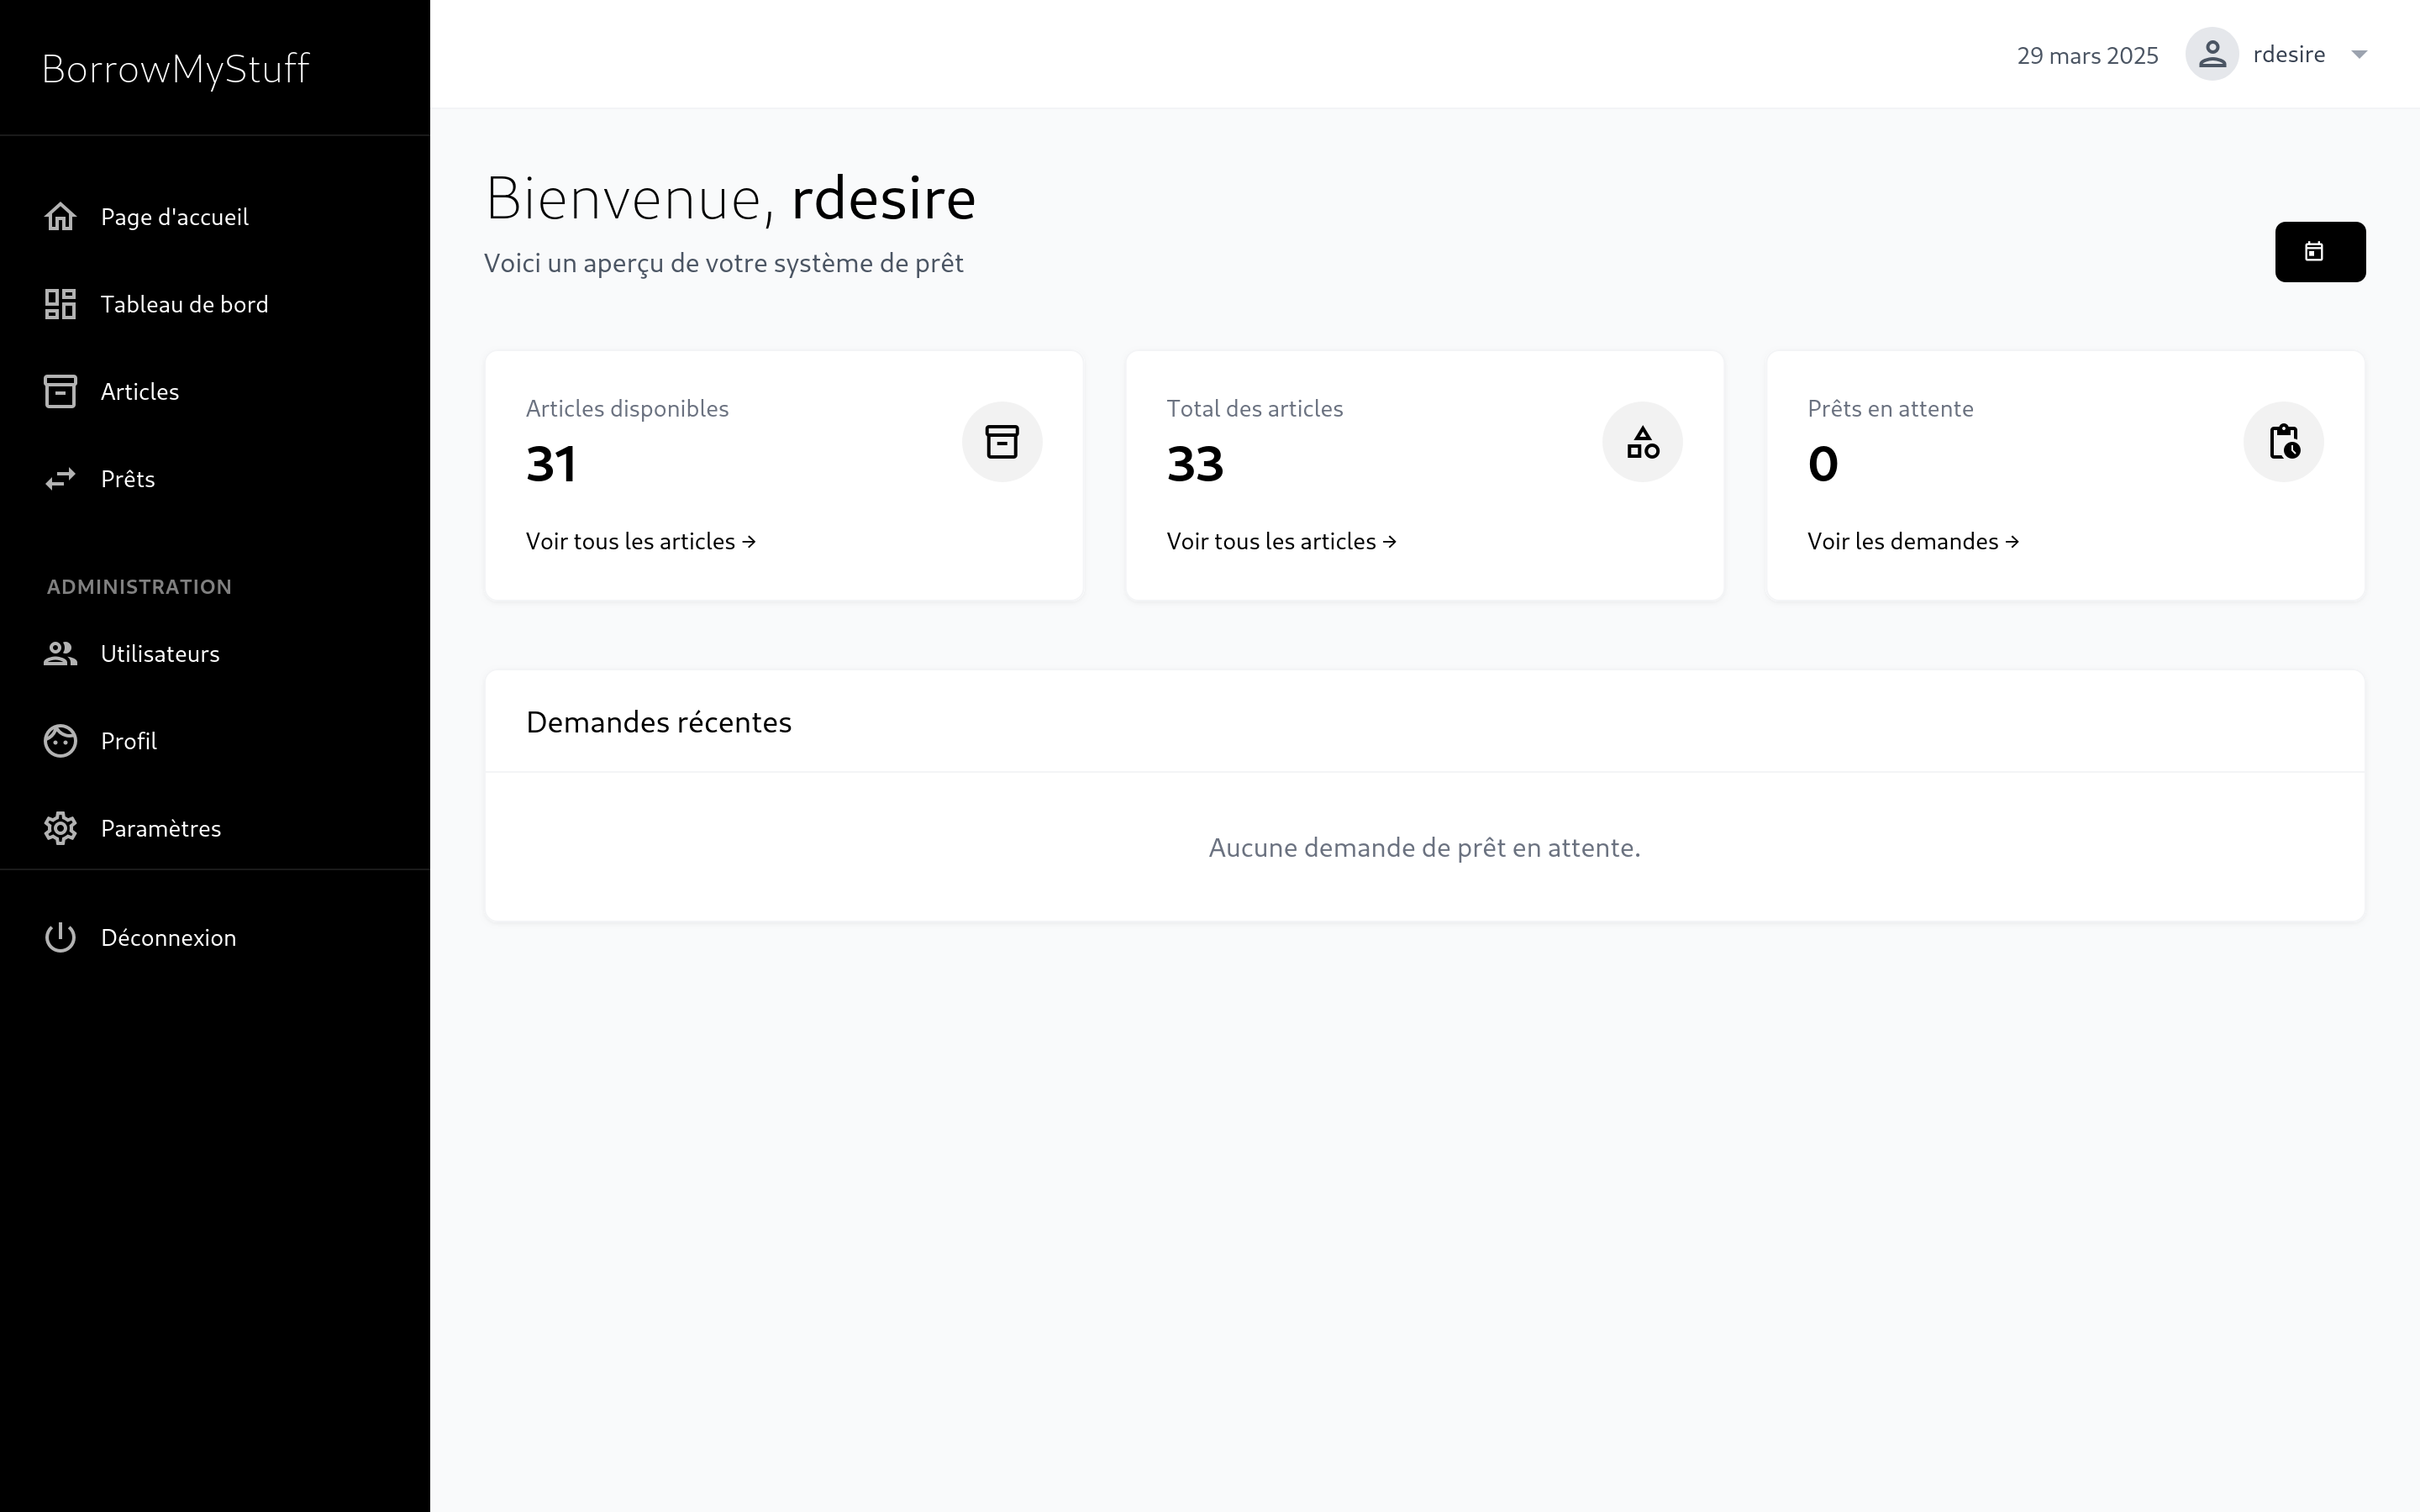 BorrowMyStuff
Page d'accueil
Tableau de bord
Articles
Prêts
ADMINISTRATION
Utilisateurs
Profil
Paramètres
Déconnexion
29 mars 2025
rdesire
Bienvenue, rdesire
Voici un aperçu de votre système de prêt
Articles disponibles
31
Voir tous les articles →
Total des articles
33
Voir tous les articles →
Prêts en attente
0
Voir les demandes →
Demandes récentes
Aucune demande de prêt en attente.